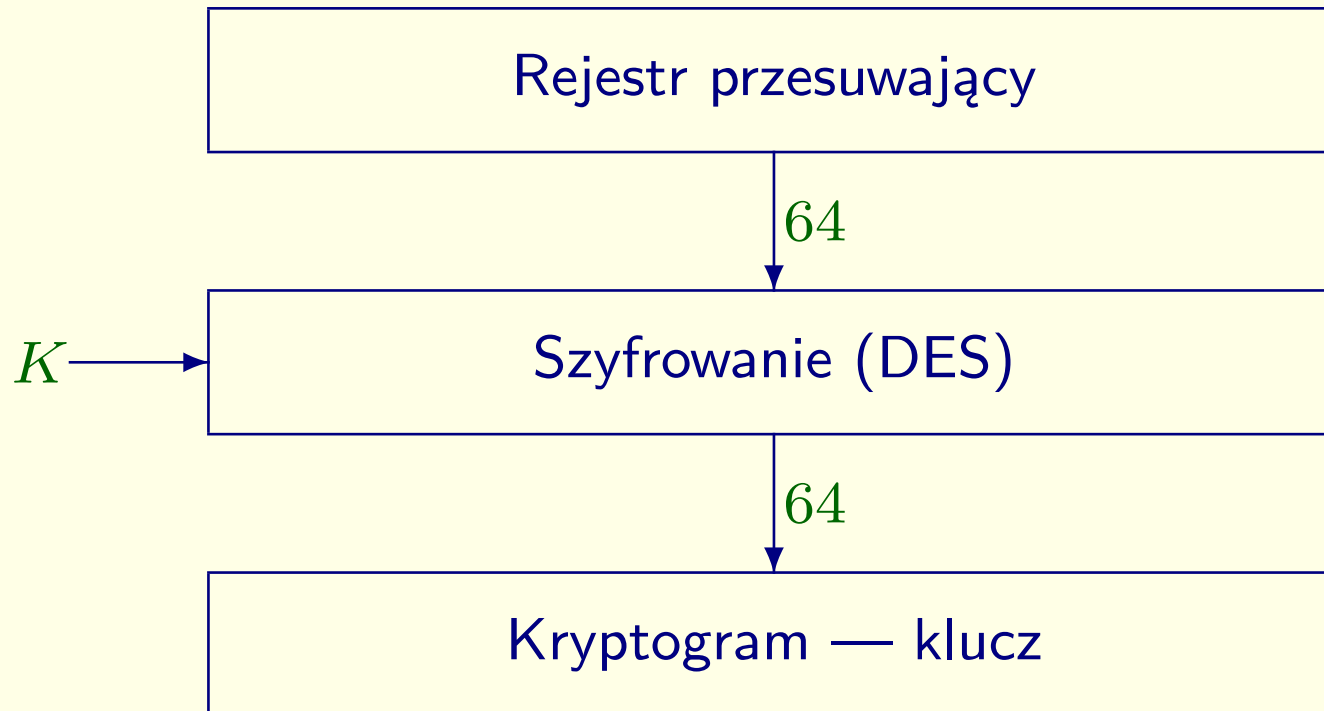 Rejestr przesuwający
64
K
Szyfrowanie (DES)
64
Kryptogram — klucz